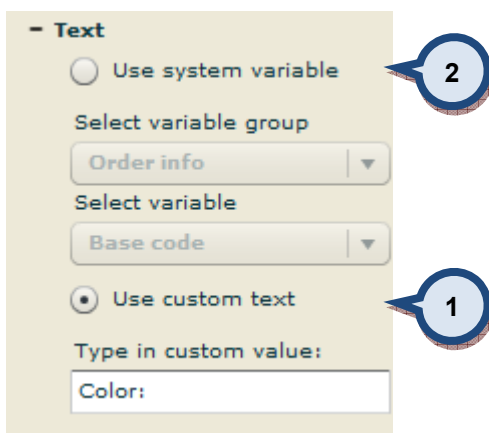 - Text
Use system variable
2
Select variable group
Order info
Select variable
Base code
Use custom text
1
Type in custom value:
Color: